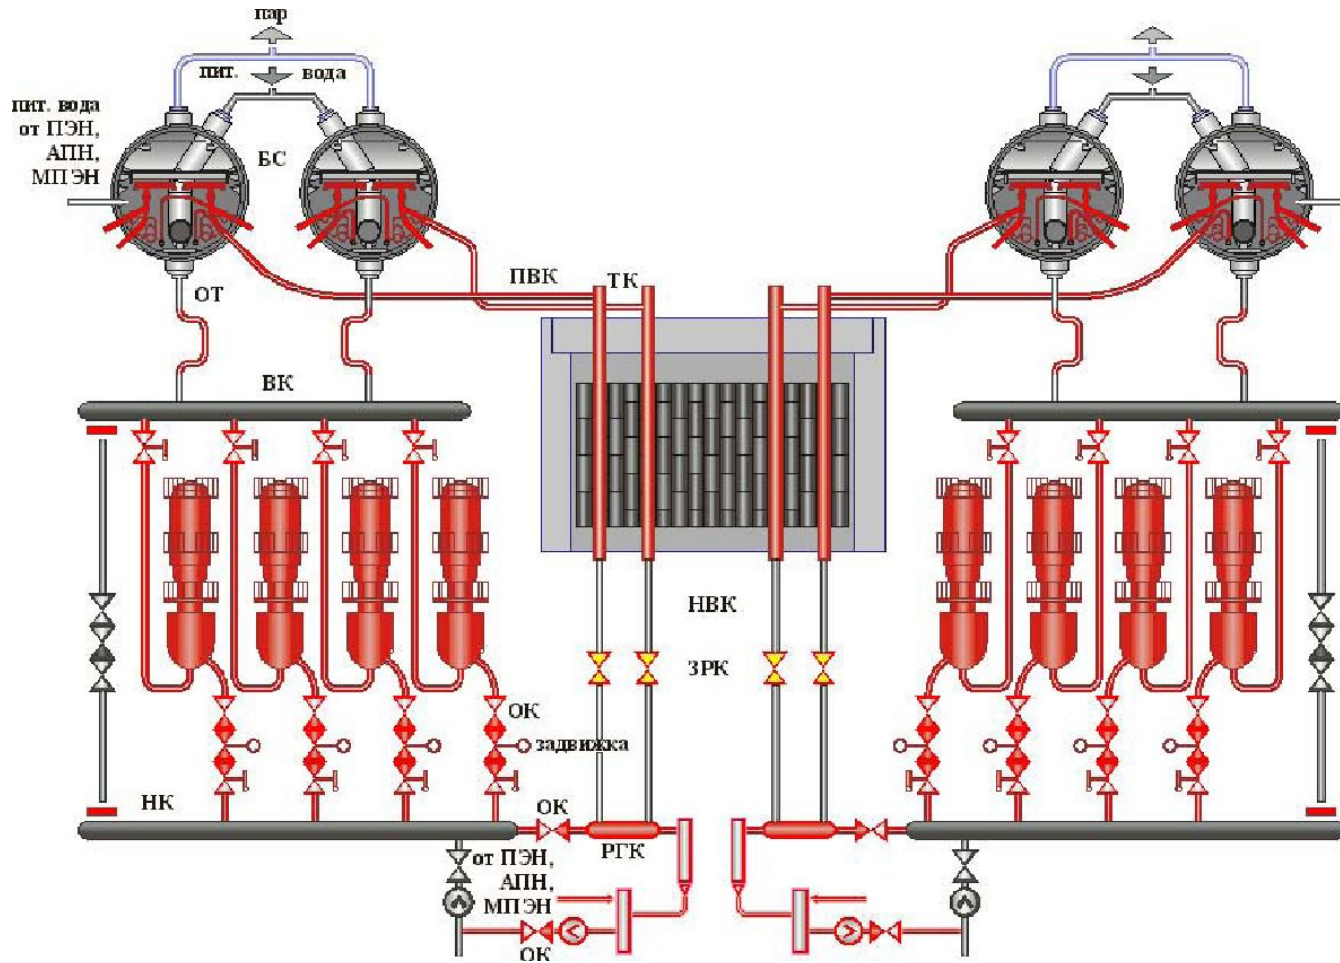 пар
пит. вода
пит. вода
от ПЭН,
АПН,
МПЭН
БС
ПВК
ТК
ОТ
ВК
НВК
ЗРК
ОК
задвижка
НК
ОК
РГК
от ПЭН,
АПН,
МПЭН
ОК